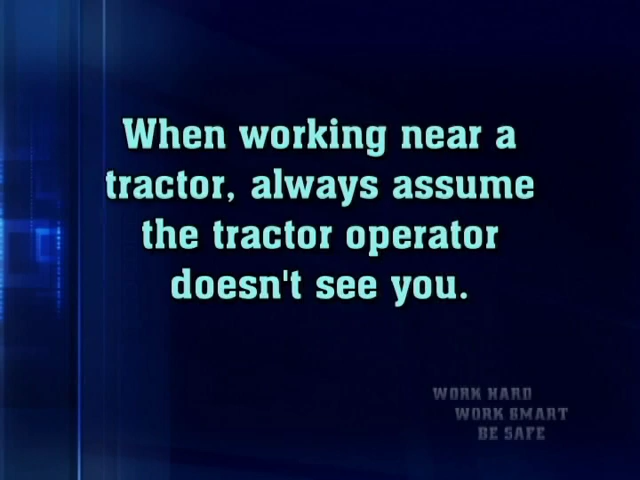 When working near a
tractor, always assume
the tractor operator
doesn't see you.
WORK HARD
WORK SMART
BE SAFE